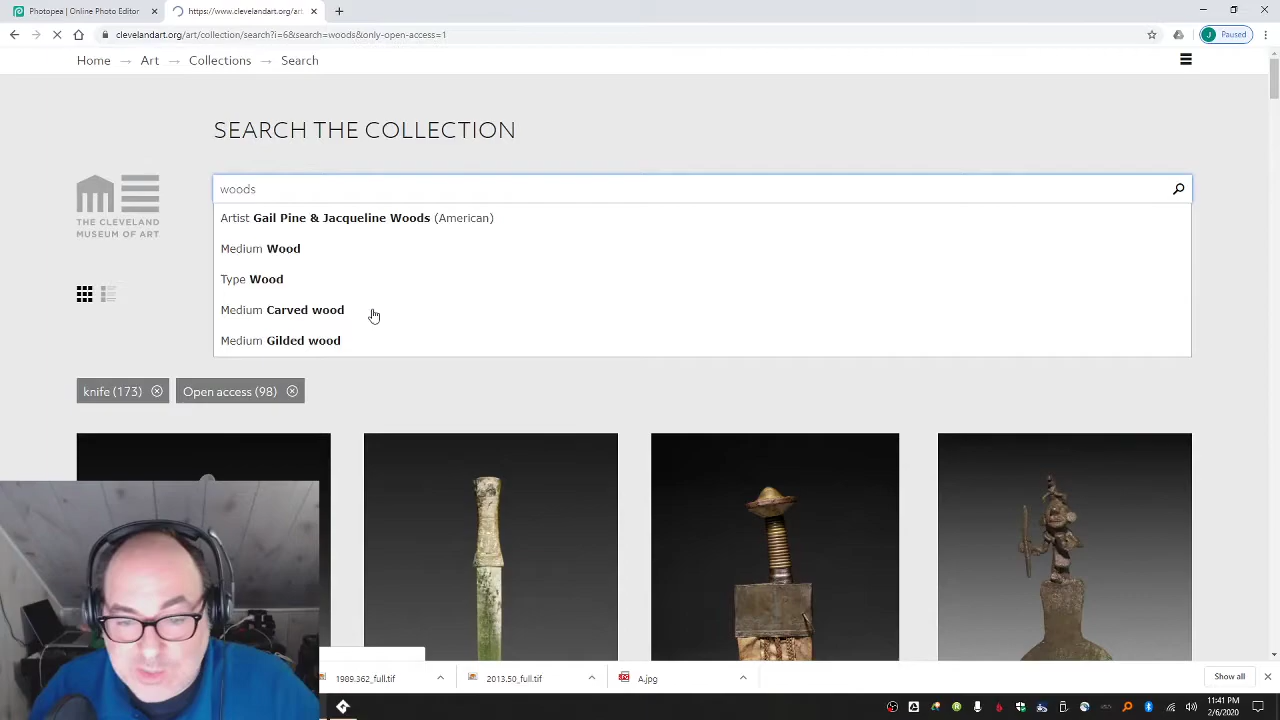 Photopea | Online Photo Editor
https://www.clevelandart.org/art
clevelandart.org/art/collection/search?i=6&search=woods&only-open-access=1
J Paused
Home → Art → Collections → Search
SEARCH THE COLLECTION
THE CLEVELAND
MUSEUM OF ART
woods
Artist Gail Pine & Jacqueline Woods (American)
Medium Wood
Type Wood
Medium Carved wood
Medium Gilded wood
knife (173)
Open access (98)
1989.362_full.tif
2013.50_full.tif
A.jpg
Show all
11:41 PM
2/6/2020